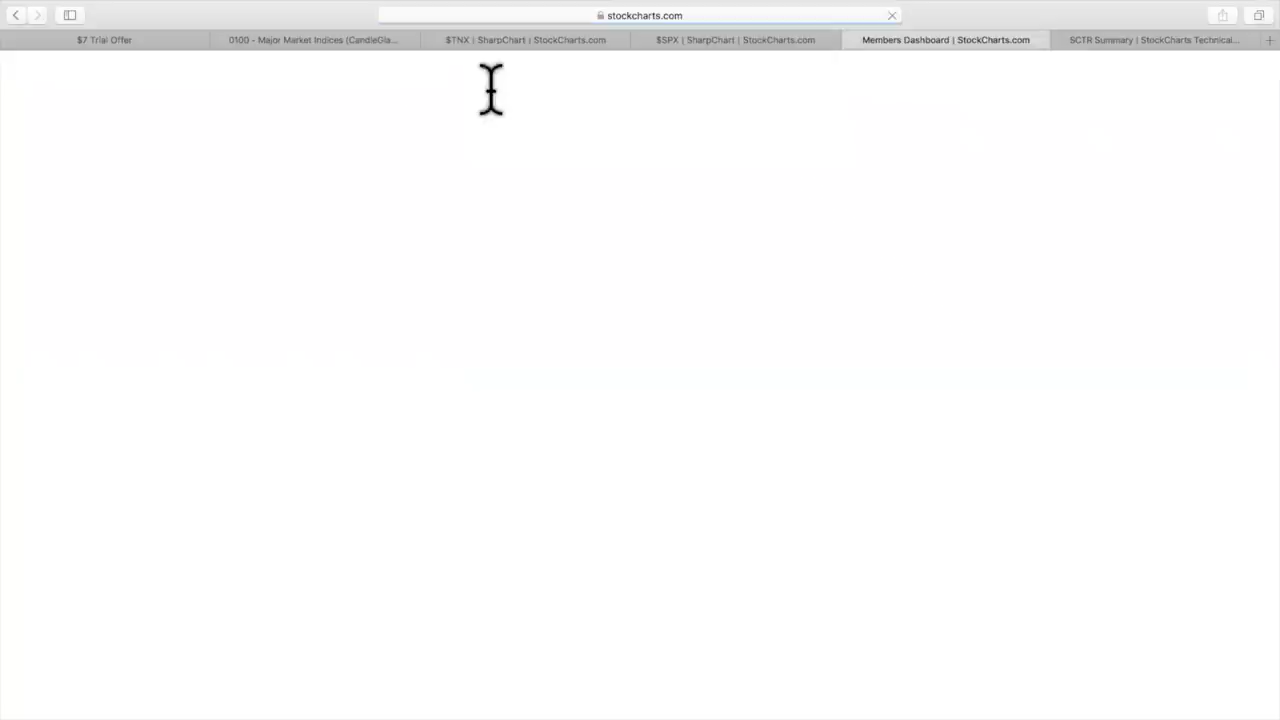 stockcharts.com
$7 Trial Offer
0100 - Major Market Indices (CandleGla...
$TNX | SharpChart | StockCharts.com
$SPX | SharpChart | StockCharts.com
Members Dashboard | StockCharts.com
SCTR Summary | StockCharts Technical...